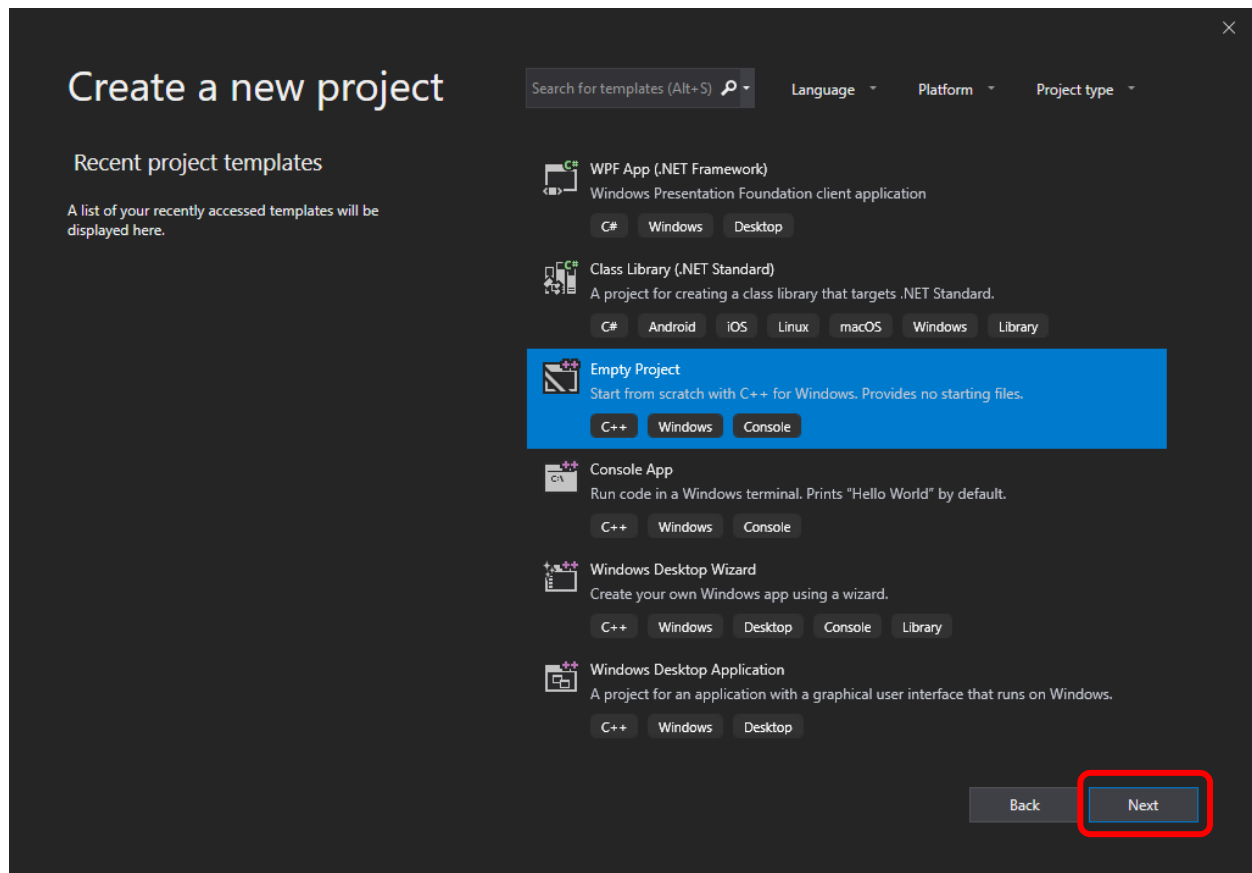 Create a new project
Search for templates (Alt+S)
Language
Platform
Project type
Recent project templates
A list of your recently accessed templates will be
displayed here.
C#
WPF App (.NET Framework)
Windows Presentation Foundation client application
C# Windows Desktop
C#
Class Library (.NET Standard)
A project for creating a class library that targets .NET Standard.
C# Android iOS Linux macOS Windows Library
++
Empty Project
Start from scratch with C++ for Windows. Provides no starting files.
C++ Windows Console
++
C:\
Console App
Run code in a Windows terminal. Prints "Hello World" by default.
C++ Windows Console
++
Windows Desktop Wizard
Create your own Windows app using a wizard.
C++ Windows Desktop Console Library
++
Windows Desktop Application
A project for an application with a graphical user interface that runs on Windows.
C++ Windows Desktop
Back
Next